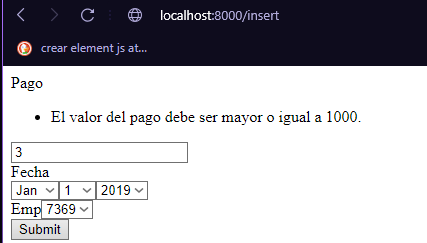 localhost:8000/insert
crear element js at...
Pago
El valor del pago debe ser mayor o igual a 1000.
3
Fecha
Jan 1 2019
Emp 7369
Submit